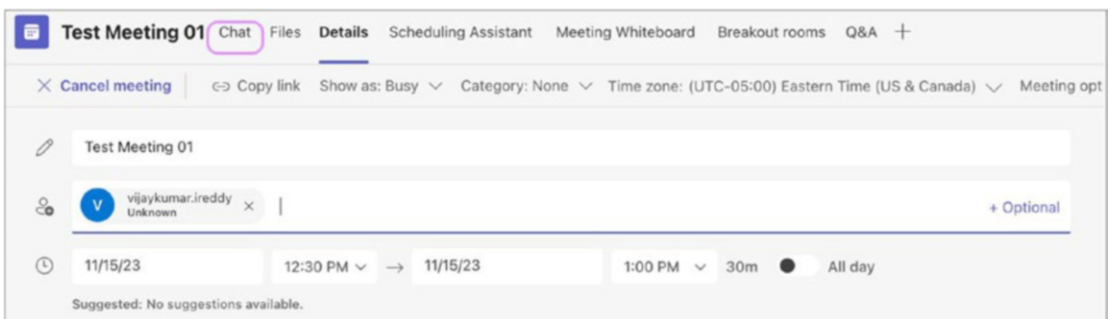 Test Meeting 01 Chat Files Details Scheduling Assistant Meeting Whiteboard Breakout rooms Q&A
Cancel meeting Copy link Show as: Busy Category: None Time zone: (UTC-05:00) Eastern Time (US & Canada) Meeting opt
Test Meeting 01
V vijaykumar.ireddy
Unknown
+ Optional
11/15/23 12:30 PM → 11/15/23 1:00 PM 30m All day
Suggested: No suggestions available.